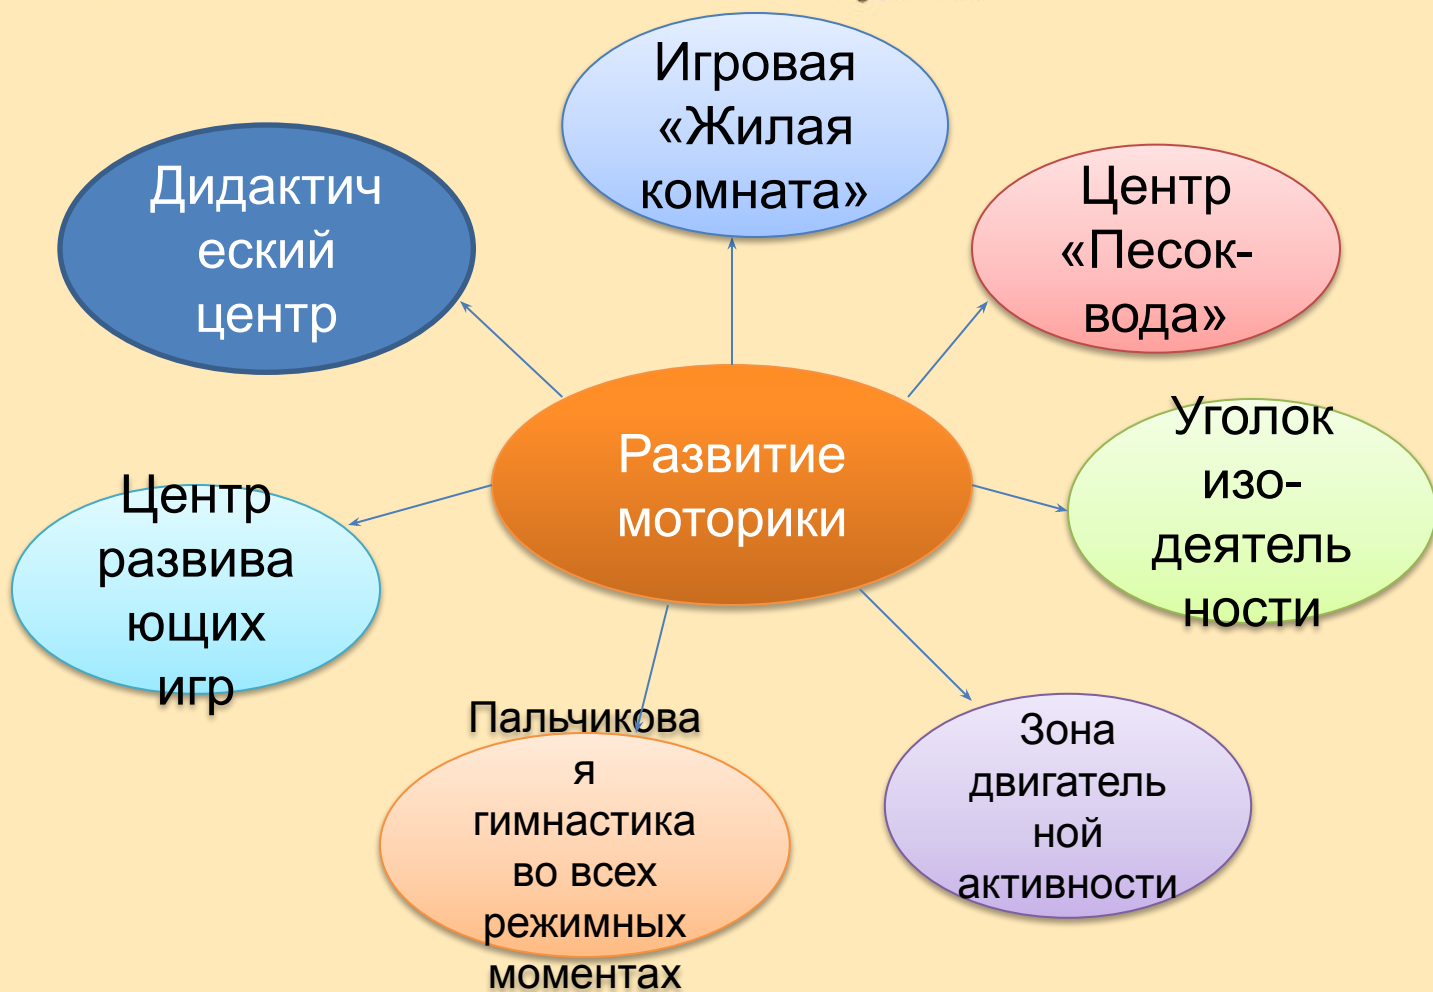 Игровая
«Жилая
комната»
Дидактич
еский
центр
Центр
«Песок-
вода»
Развитие
моторики
Уголок
изо-
деятель
ности
Центр
развива
ющих
игр
Пальчикова
я
гимнастика
во всех
режимных
моментах
Зона
двигатель
ной
активности